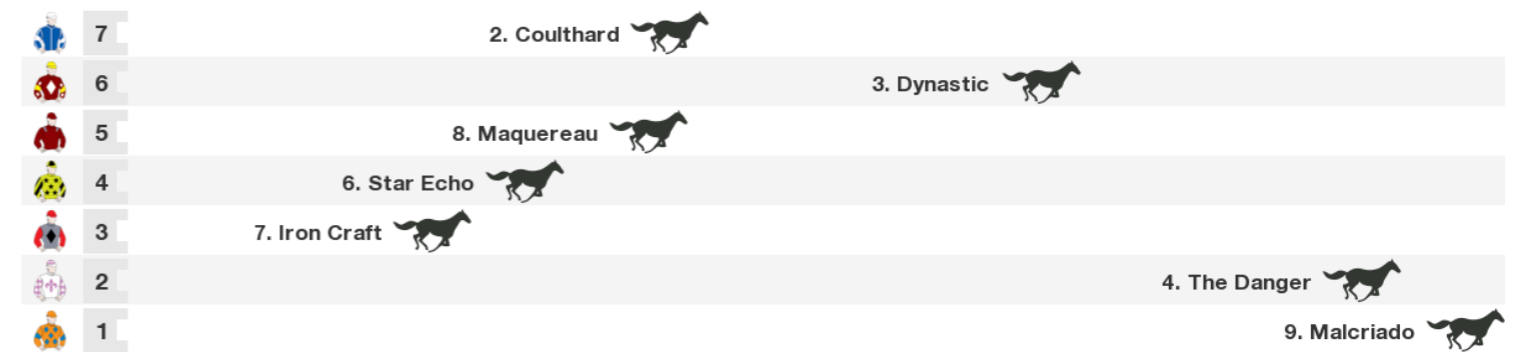 7 2. Coulthard
6 3. Dynastic
5 8. Maquereau
4 6. Star Echo
3 7. Iron Craft
2 4. The Danger
1 9. Malcriado